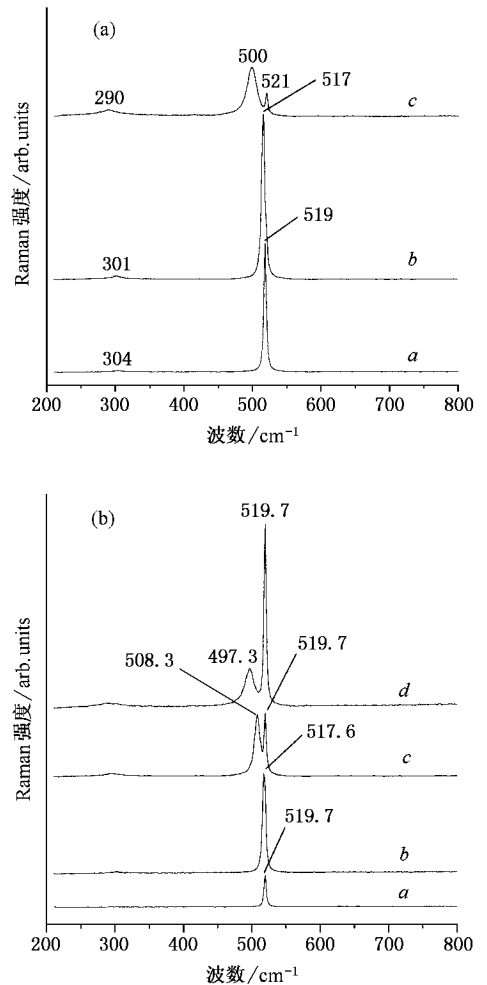 (a)
500
521
517
290
c
519
301
b
304
a
Raman 强度/arb.units
200 300 400 500 600 700 800
波数/cm⁻¹
(b)
519.7
508.3
497.3
519.7
d
517.6
c
519.7
b
a
Raman 强度/arb.units
200 300 400 500 600 700 800
波数/cm⁻¹